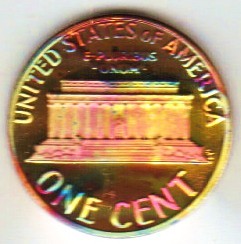 UNITED STATES OF AMERICA
E·PLURIBUS
·UNUM·
ONE CENT